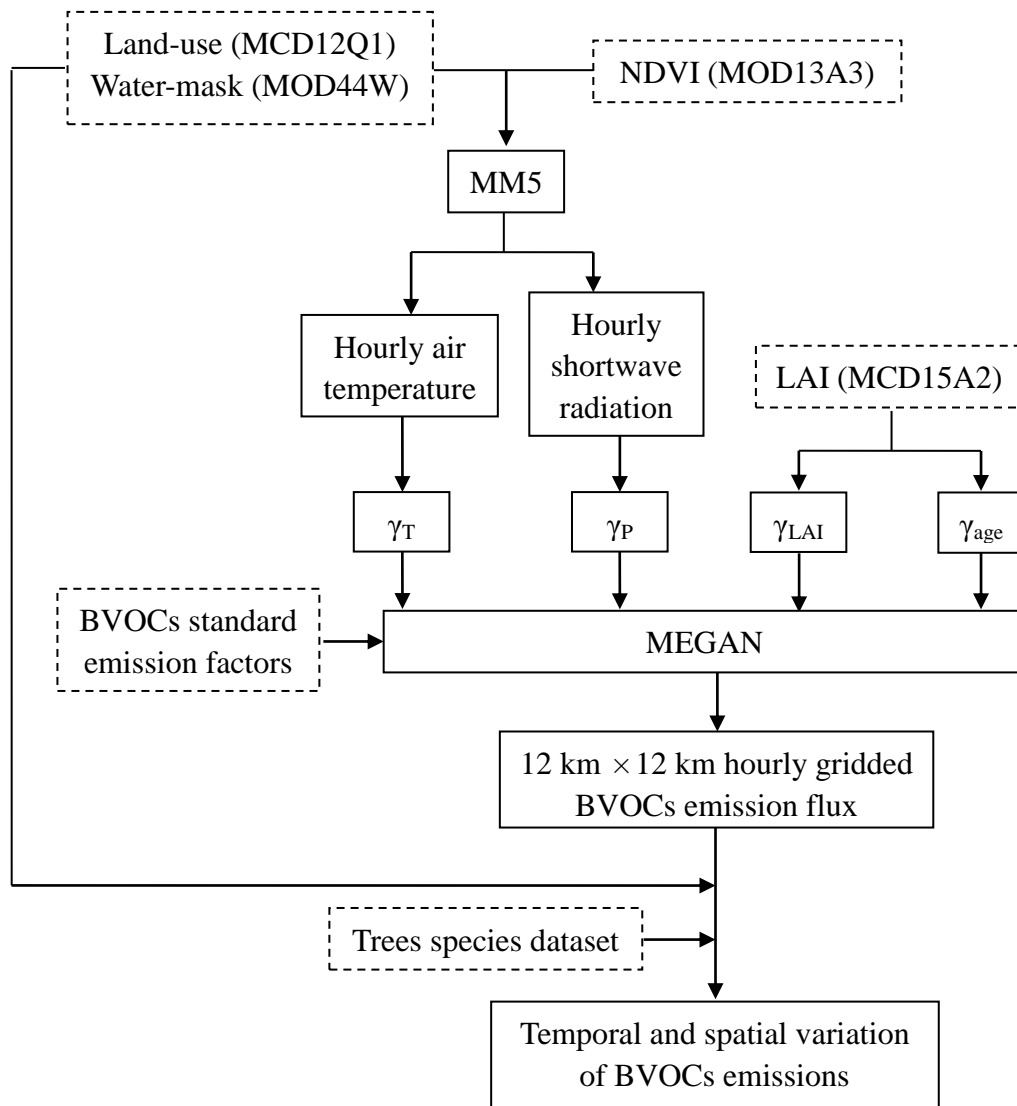 Land-use (MCD12Q1)
Water-mask (MOD44W)
NDVI (MOD13A3)
MM5
Hourly air
temperature
Hourly
shortwave
radiation
LAI (MCD15A2)
γT
γP
γLAI
γage
BVOCs standard
emission factors
MEGAN
12 km × 12 km hourly gridded
BVOCs emission flux
Trees species dataset
Temporal and spatial variation
of BVOCs emissions